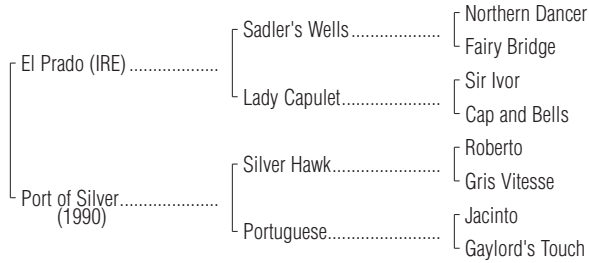 Northern Dancer
Sadler's Wells...................
Fairy Bridge
El Prado (IRE) ..................
Sir Ivor
Lady Capulet.....................
Cap and Bells
Roberto
Silver Hawk.......................
Gris Vitesse
Port of Silver....................
(1990)
Jacinto
Portuguese........................
Gaylord's Touch